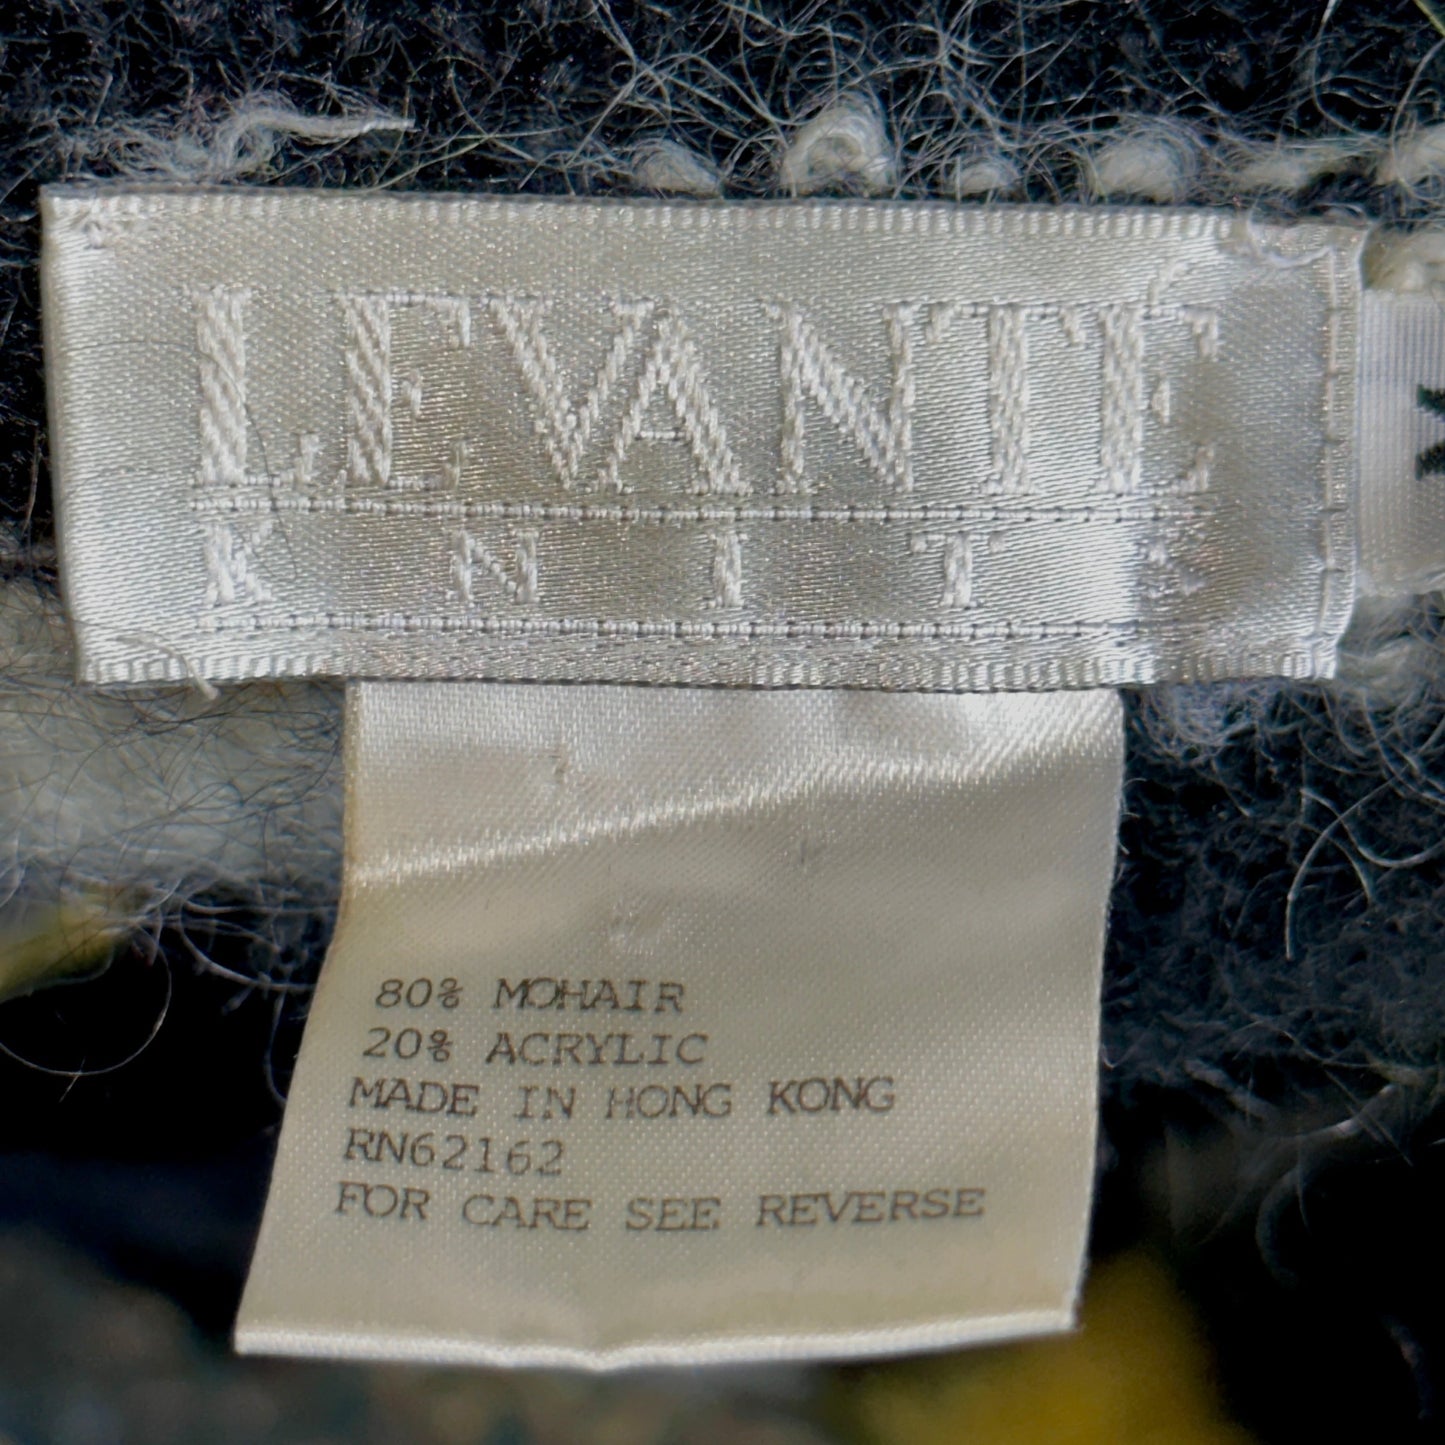 LEVANTE
KNITS
80% MOHAIR
20% ACRYLIC
MADE IN HONG KONG
RN62162
FOR CARE SEE REVERSE